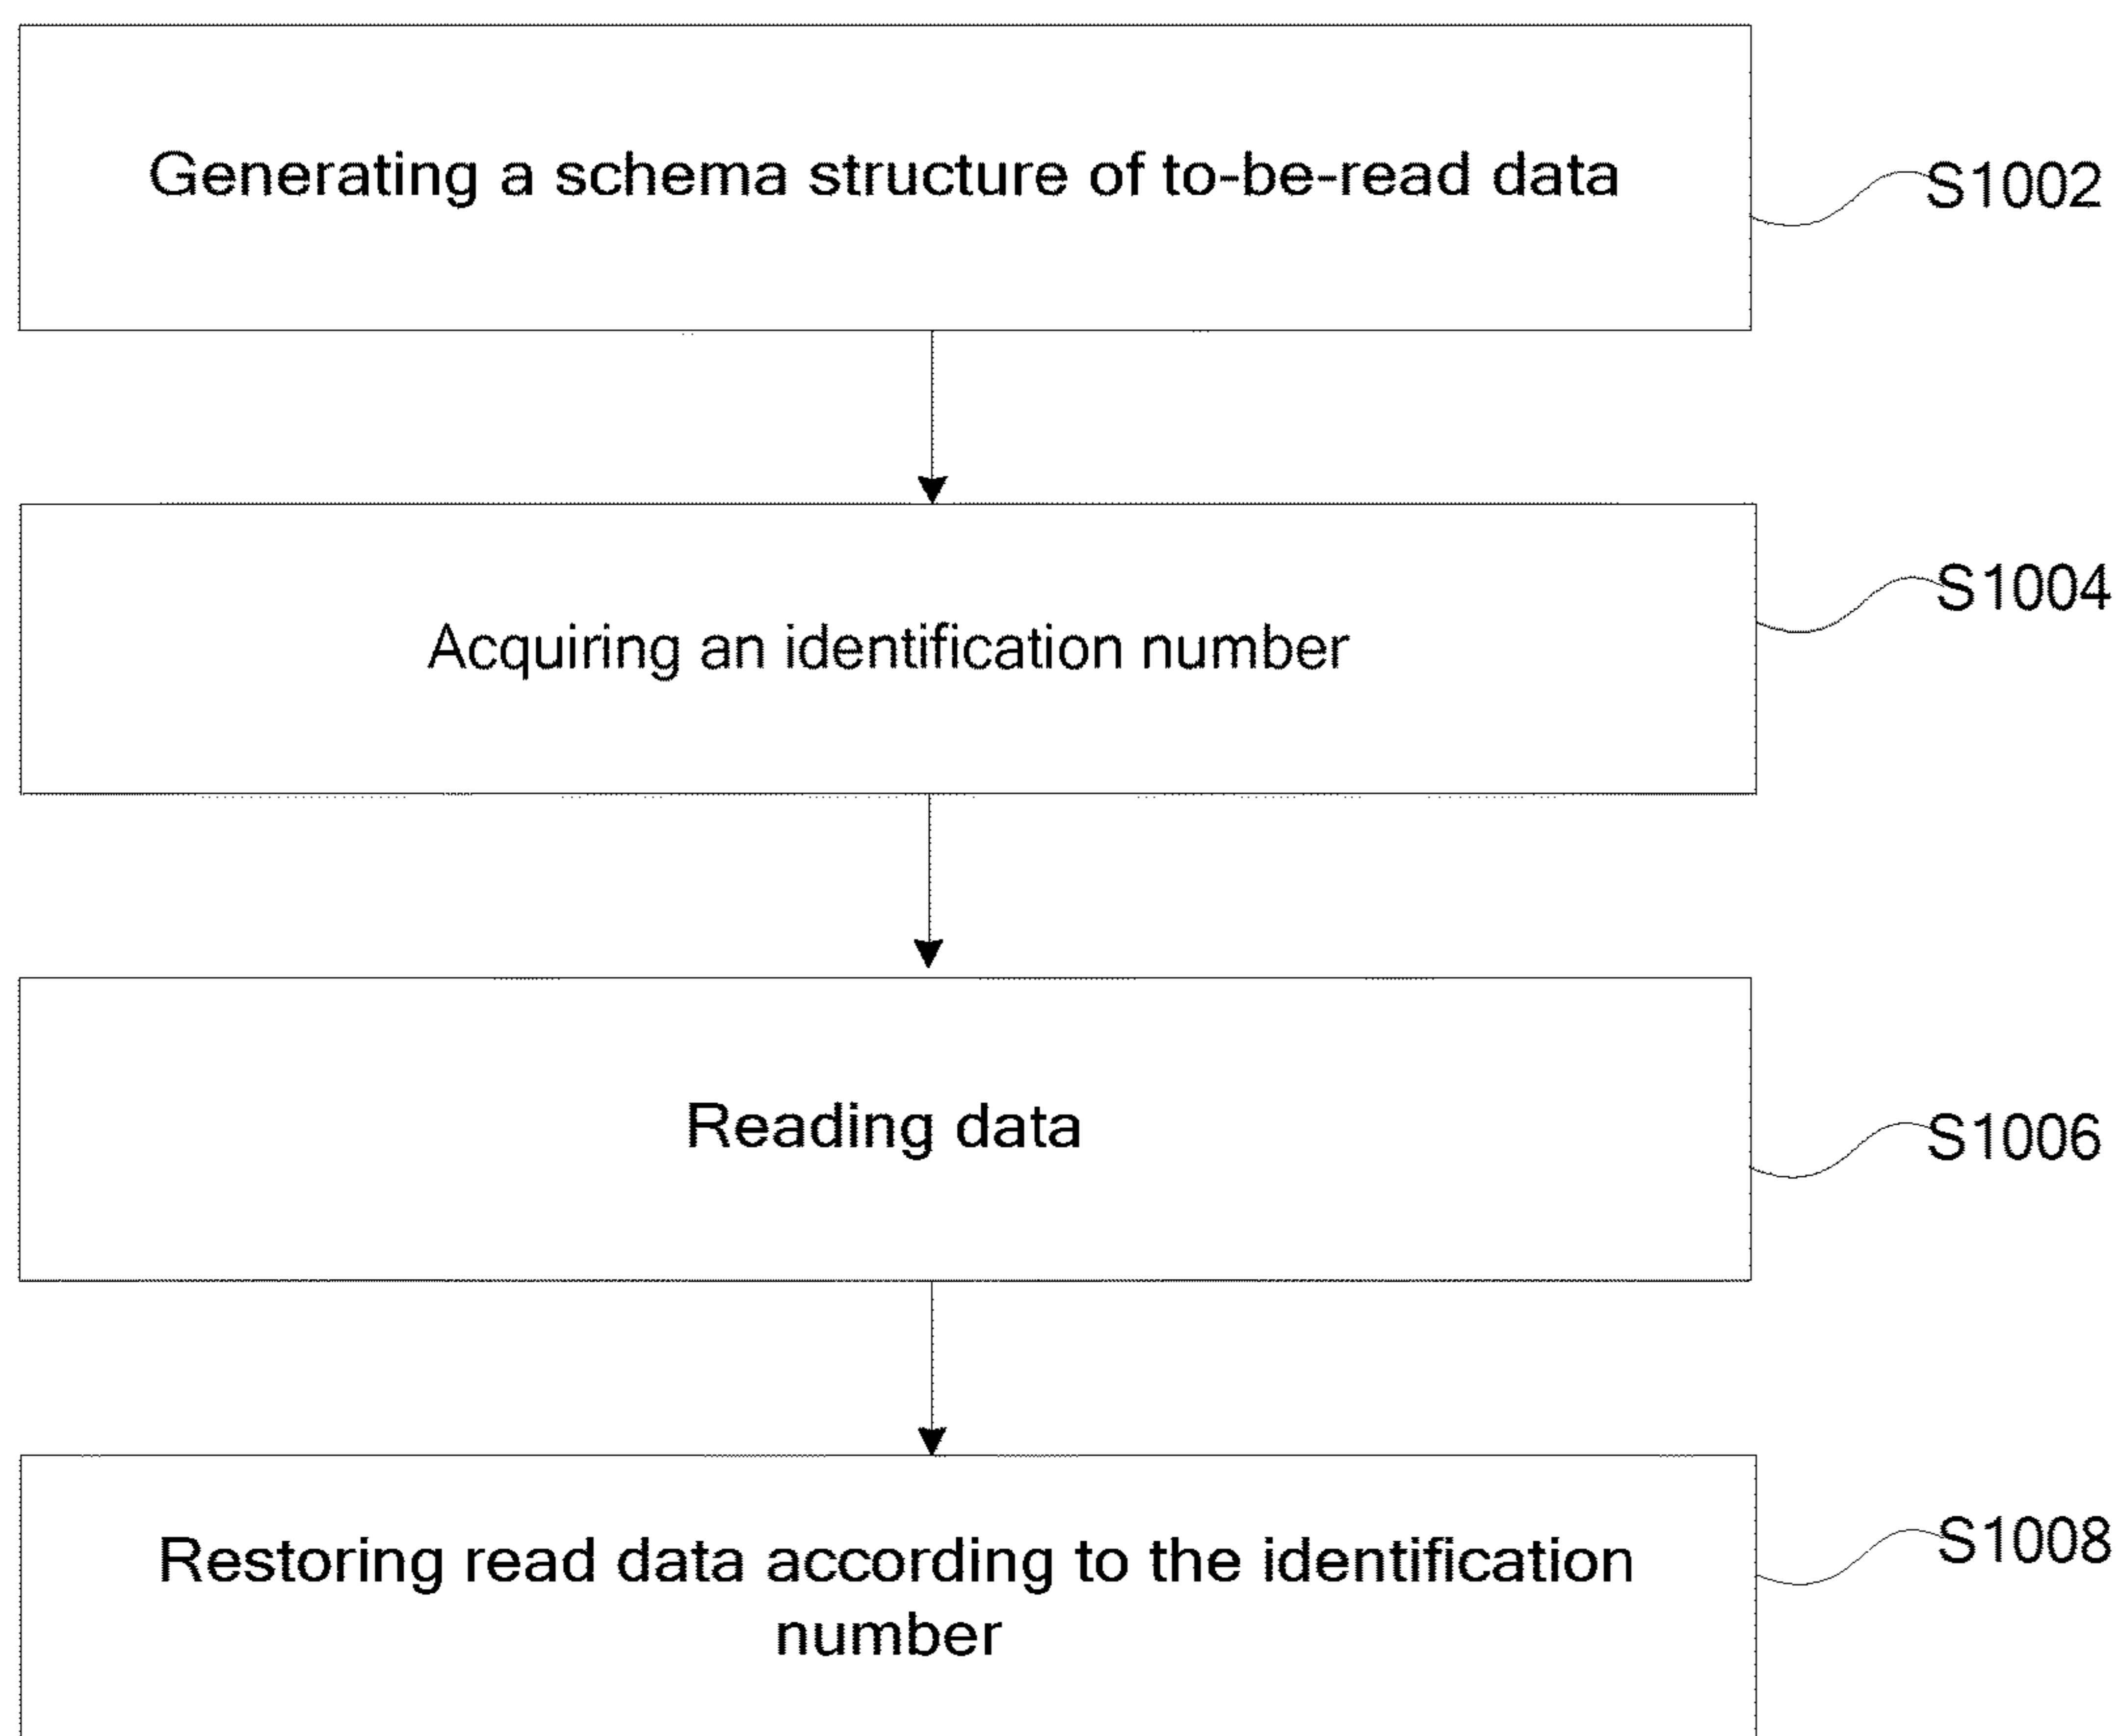 Generating a schema structure of to-be-read data
S1002
Acquiring an identification number
S1004
Reading data
S1006
Restoring read data according to the identification
number
S1008